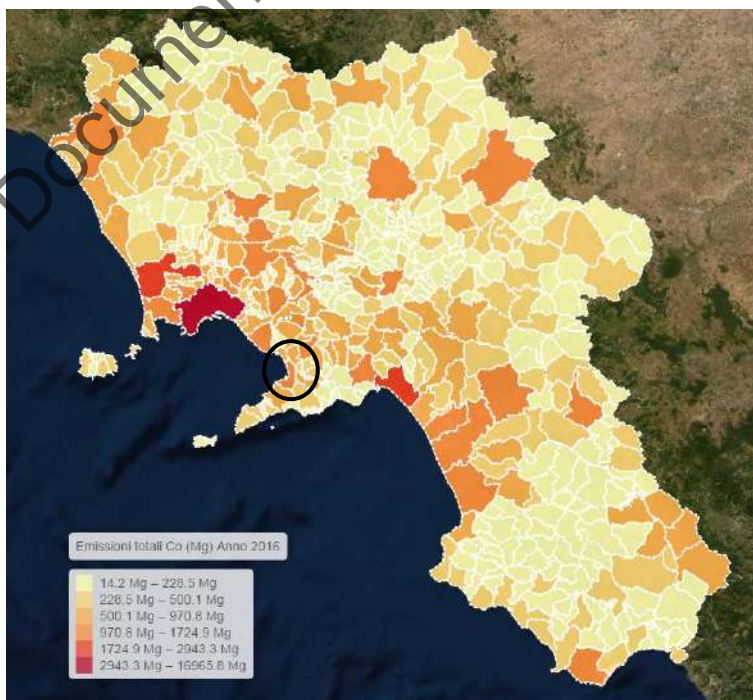 Documen
Emissioni totali Co (Mg) Anno 2016
14.2 Mg – 228.5 Mg
228.5 Mg – 500.1 Mg
500.1 Mg – 970.8 Mg
970.8 Mg – 1724.9 Mg
1724.9 Mg – 2943.3 Mg
2943.3 Mg – 16965.8 Mg